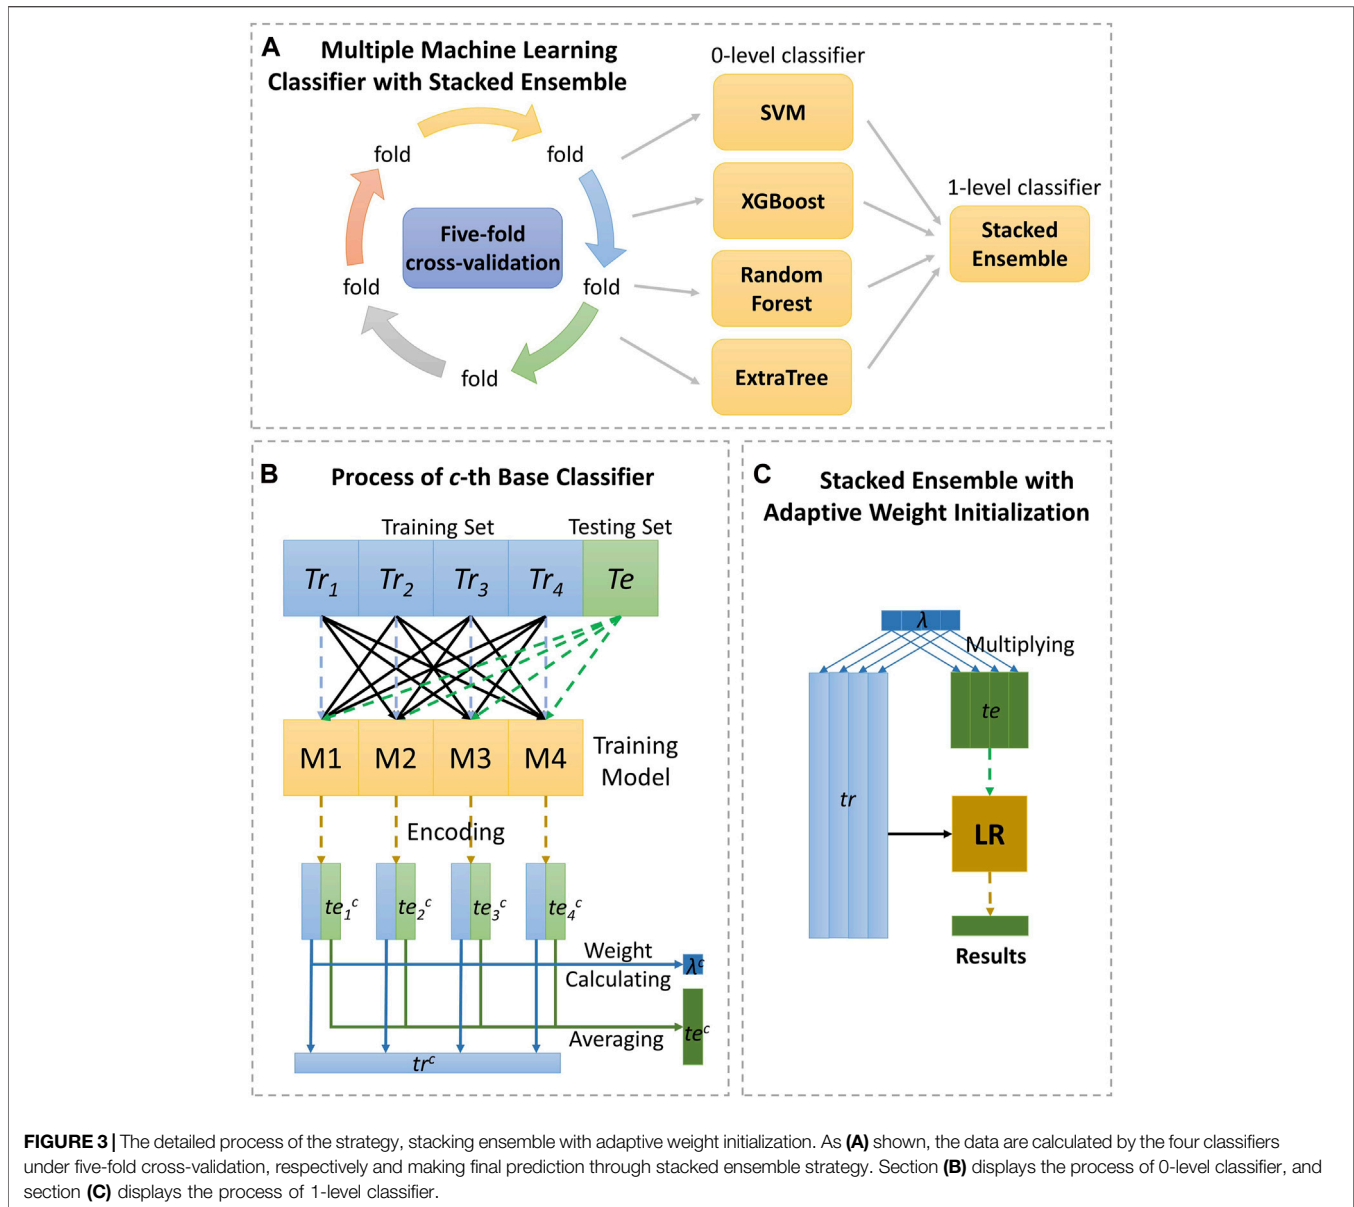 A
Multiple Machine Learning
Classifier with Stacked Ensemble
fold
fold
fold
fold
fold
Five-fold
cross-validation
0-level classifier
SVM
XGBoost
Random
Forest
ExtraTree
1-level classifier
Stacked
Ensemble
B
Process of c-th Base Classifier
Training Set
Testing Set
Tr1
Tr2
Tr3
Tr4
Te
M1
M2
M3
M4
Training
Model
Encoding
te1c
te2c
te3c
te4c
Weight
Calculating
λc
Averaging
tec
trc
C
Stacked Ensemble with
Adaptive Weight Initialization
λ
Multiplying
tr
te
LR
Results
FIGURE 3 | The detailed process of the strategy, stacking ensemble with adaptive weight initialization. As (A) shown, the data are calculated by the four classifiers
under five-fold cross-validation, respectively and making final prediction through stacked ensemble strategy. Section (B) displays the process of 0-level classifier, and
section (C) displays the process of 1-level classifier.